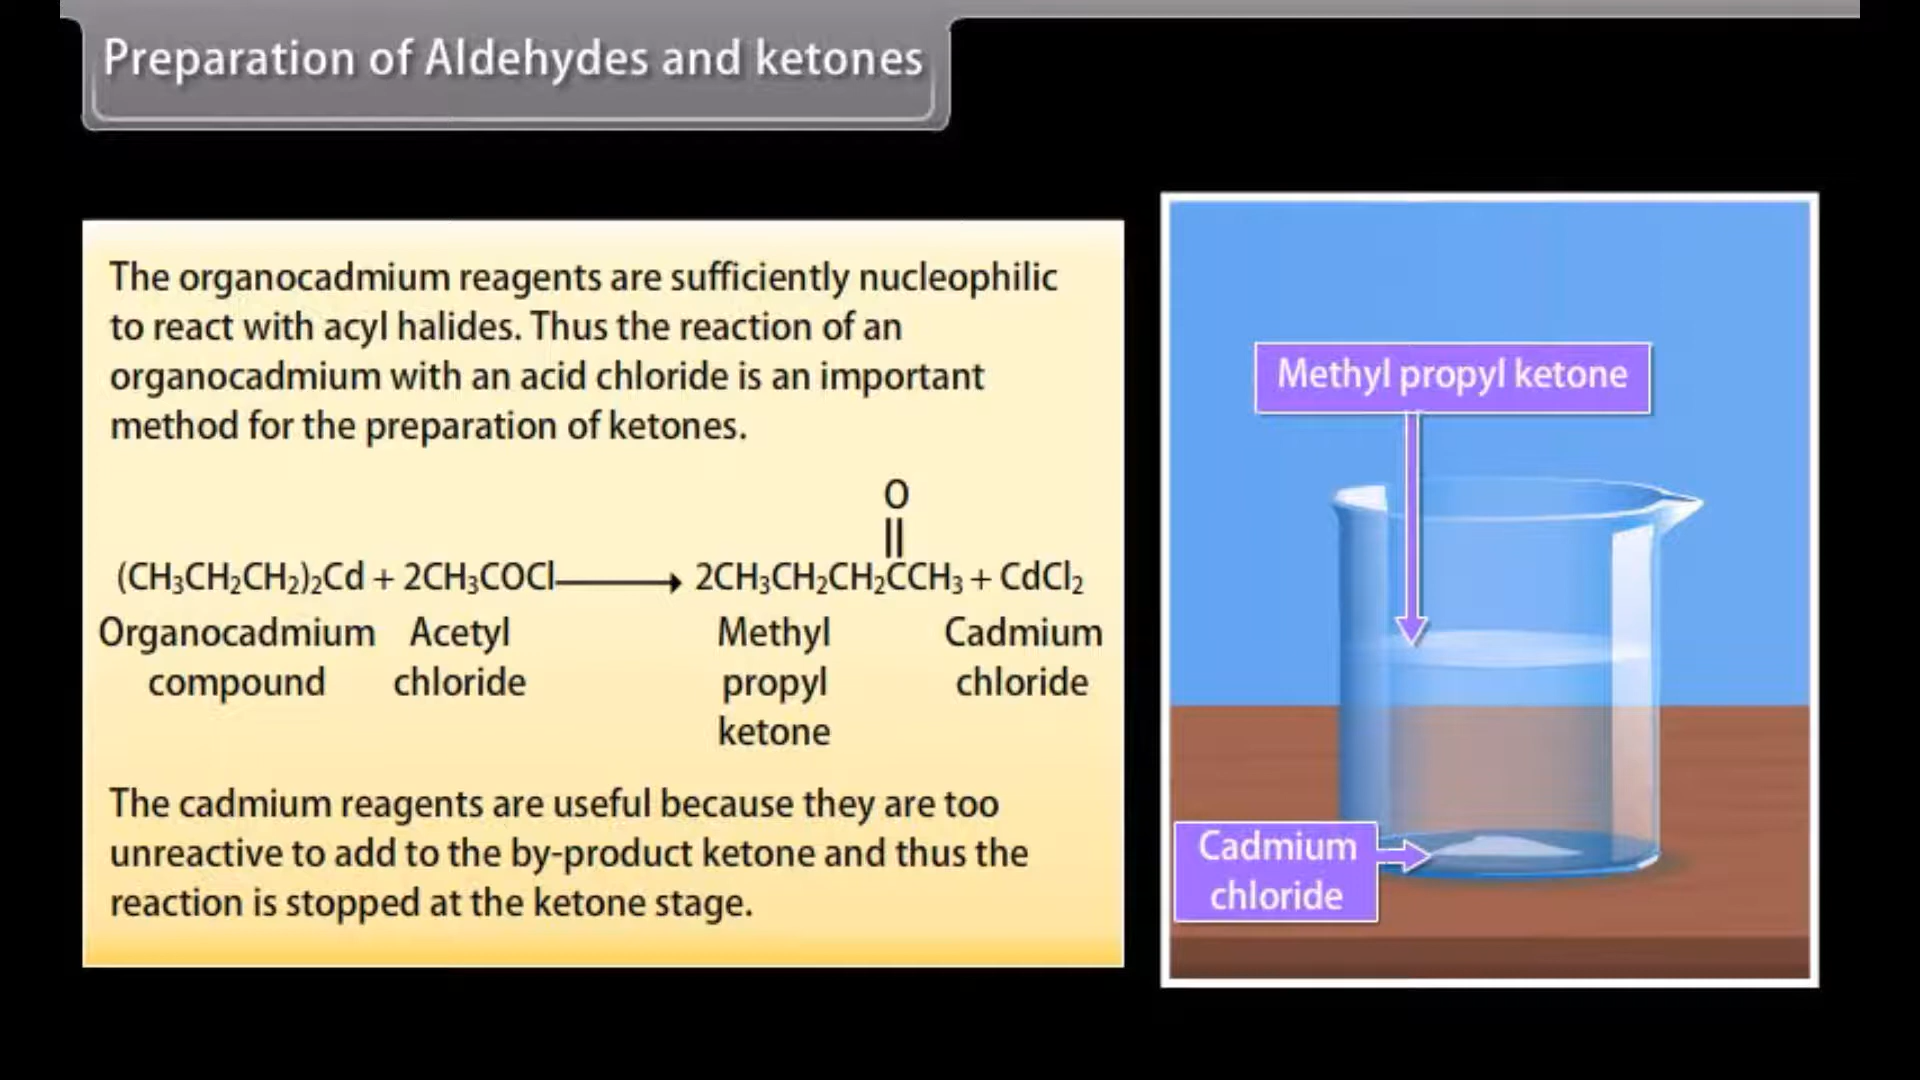 Preparation of Aldehydes and ketones
The organocadmium reagents are sufficiently nucleophilic
to react with acyl halides. Thus the reaction of an
organocadmium with an acid chloride is an important
method for the preparation of ketones.
O
||
(CH₃CH₂CH₂)₂Cd + 2CH₃COCl⟶ 2CH₃CH₂CH₂CCH₃ + CdCl₂
Organocadmium Acetyl Methyl Cadmium
compound chloride propyl chloride
ketone
The cadmium reagents are useful because they are too
unreactive to add to the by-product ketone and thus the
reaction is stopped at the ketone stage.
Methyl propyl ketone
Cadmium
chloride